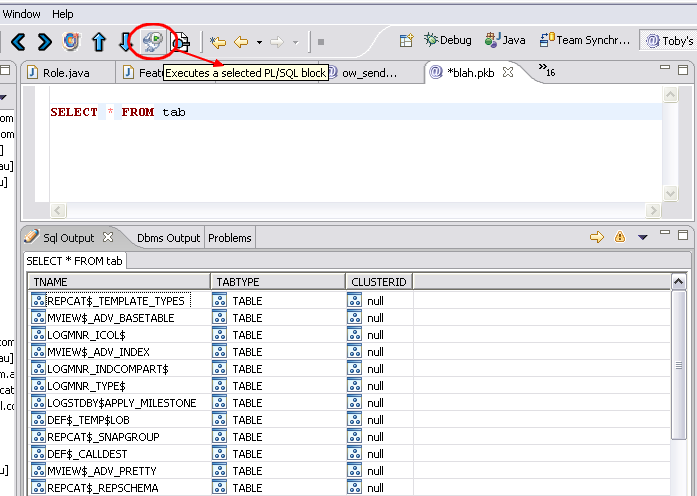 Window Help
Debug Java Team Synchr... Toby's
Role.java Featu ow_send... *blah.pkb 16
Executes a selected PL/SQL block
SELECT * FROM tab
Sql Output Dbms Output Problems
SELECT * FROM tab
TNAME TABTYPE CLUSTERID
REPCAT$_TEMPLATE_TYPES TABLE null
MVIEW$_ADV_BASETABLE TABLE null
LOGMNR_ICOL$ TABLE null
MVIEW$_ADV_INDEX TABLE null
LOGMNR_INDCOMPART$ TABLE null
LOGMNR_TYPE$ TABLE null
LOGSTDBY$APPLY_MILESTONE TABLE null
DEF$_TEMP$LOB TABLE null
REPCAT$_SNAPGROUP TABLE null
DEF$_CALLDEST TABLE null
MVIEW$_ADV_PRETTY TABLE null
REPCAT$_REPSCHEMA TABLE null